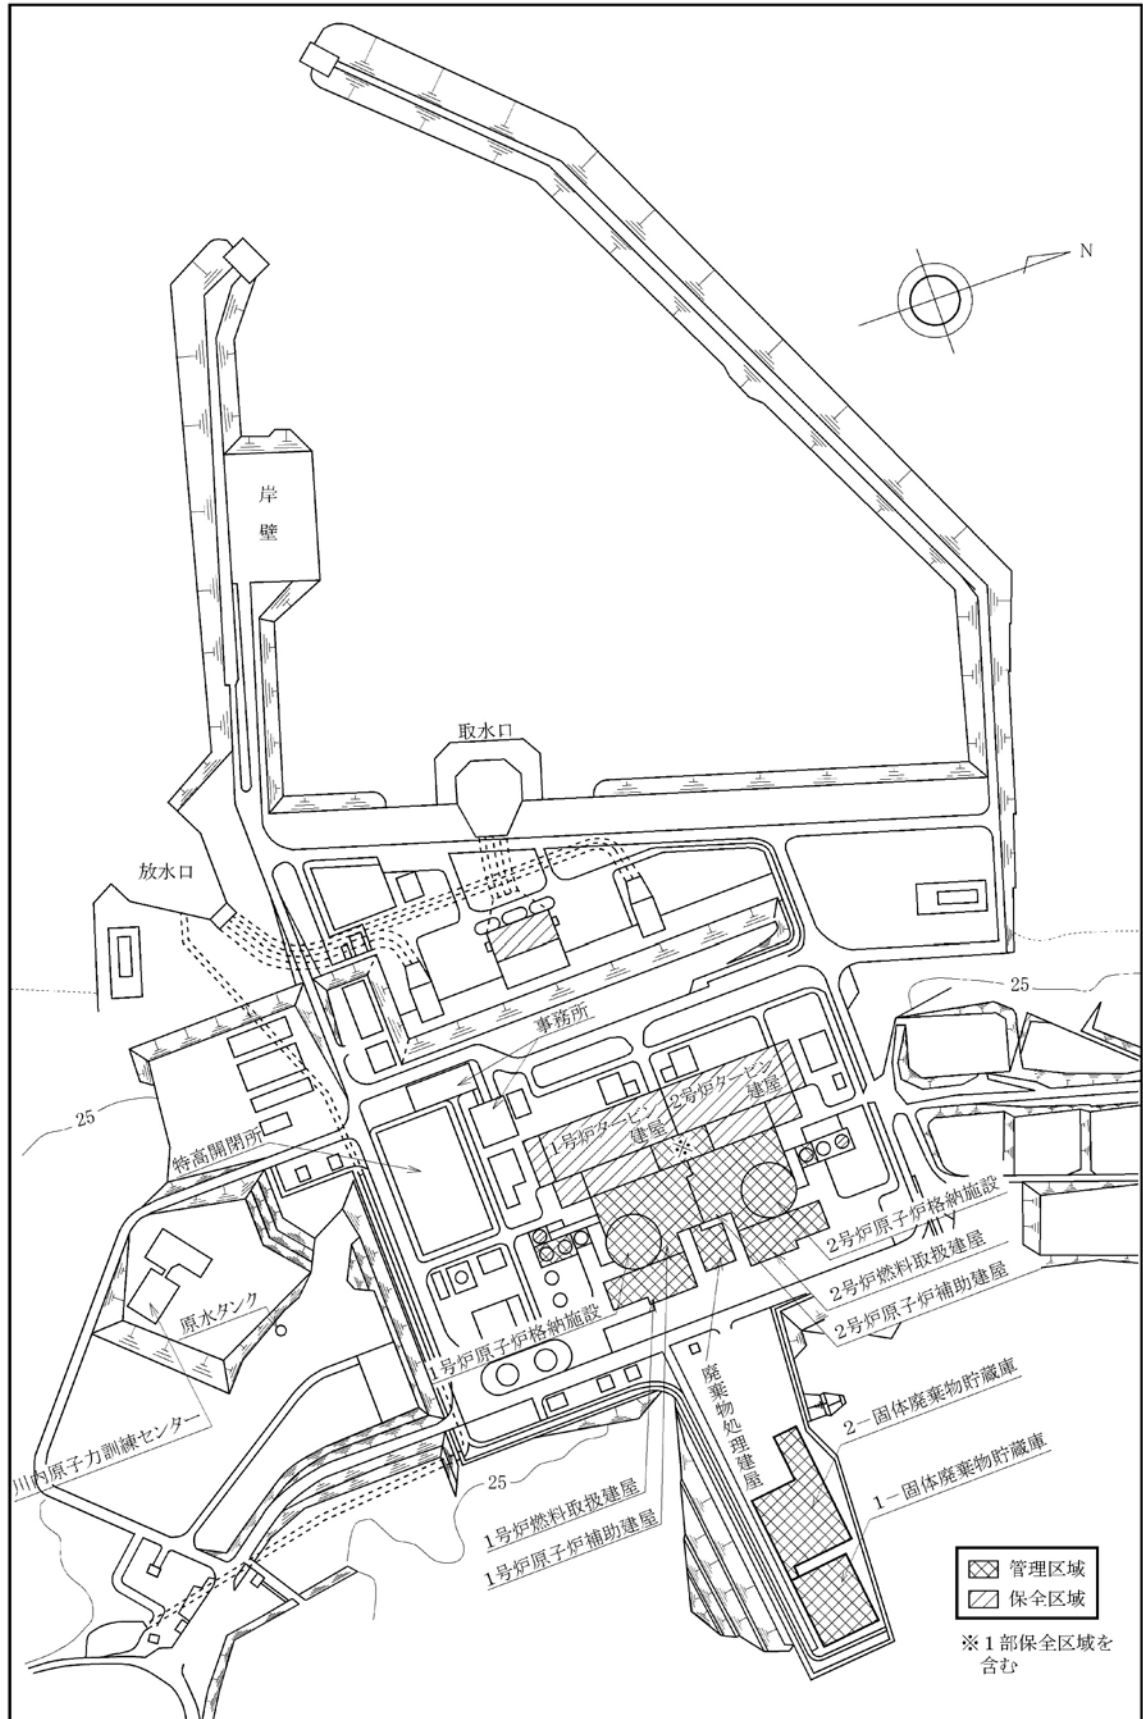 N
岸
壁
取水口
放水口
25
事務所
25
2号炉タービン
建屋
1号炉タービン
建屋
※
特高開閉所
2号炉原子炉格納施設
2号炉燃料取扱建屋
2号炉原子炉補助建屋
原水タンク
1号炉原子炉格納施設
廃棄物処理建屋
2−固体廃棄物貯蔵庫
川内原子力訓練センター
1−固体廃棄物貯蔵庫
25
1号炉燃料取扱建屋
1号炉原子炉補助建屋
管理区域
保全区域
※1部保全区域を
含む